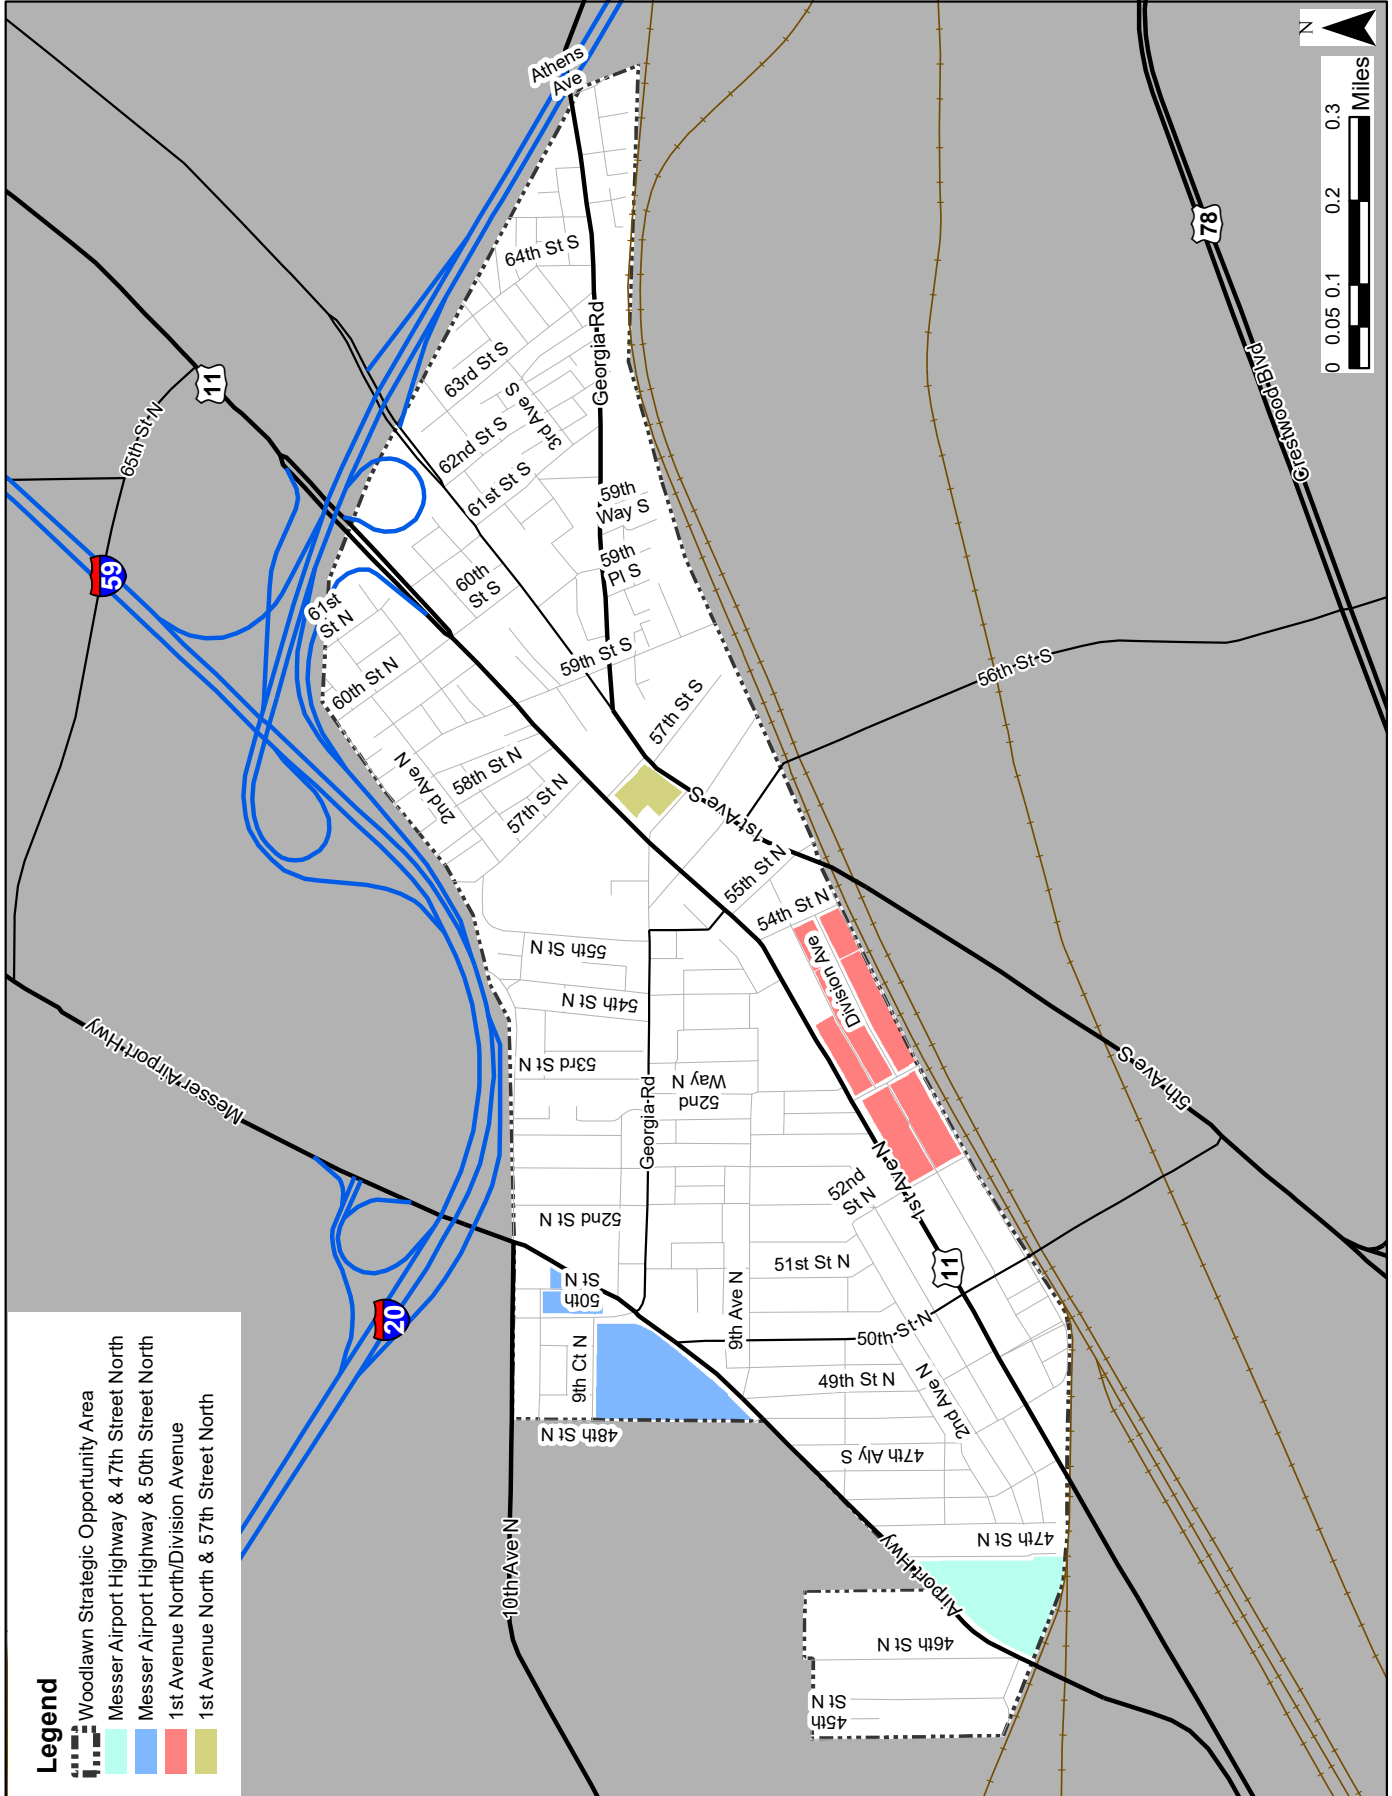 Legend
Woodlawn Strategic Opportunity Area
Messer Airport Highway & 47th Street North
Messer Airport Highway & 50th Street North
1st Avenue North/Division Avenue
1st Avenue North & 57th Street North
N
0 0.05 0.1 0.2 0.3
Miles
20
59
11
11
78
10th Ave N
Messer Airport Hwy
65th St N
Athens
Ave
Crestwood Blvd
56th St S
5th Ave S
Georgia Rd
64th St S
63rd St S
3rd Ave S
62nd St S
61st St S
59th
Way S
59th
Pl S
60th
St S
61st
St N
60th St N
59th St S
57th St S
2nd Ave N
58th St N
57th St N
1st Ave S
55th St N
54th St N
Division Ave
55th St N
54th St N
53rd St N
52nd
Way N
Georgia Rd
52nd St N
52nd
St N
1st Ave N
50th
St N
51st St N
9th Ave N
50th St N
9th Ct N
49th St N
2nd Ave N
48th St N
47th Aly S
47th St N
Airport Hwy
46th St N
45th
St N